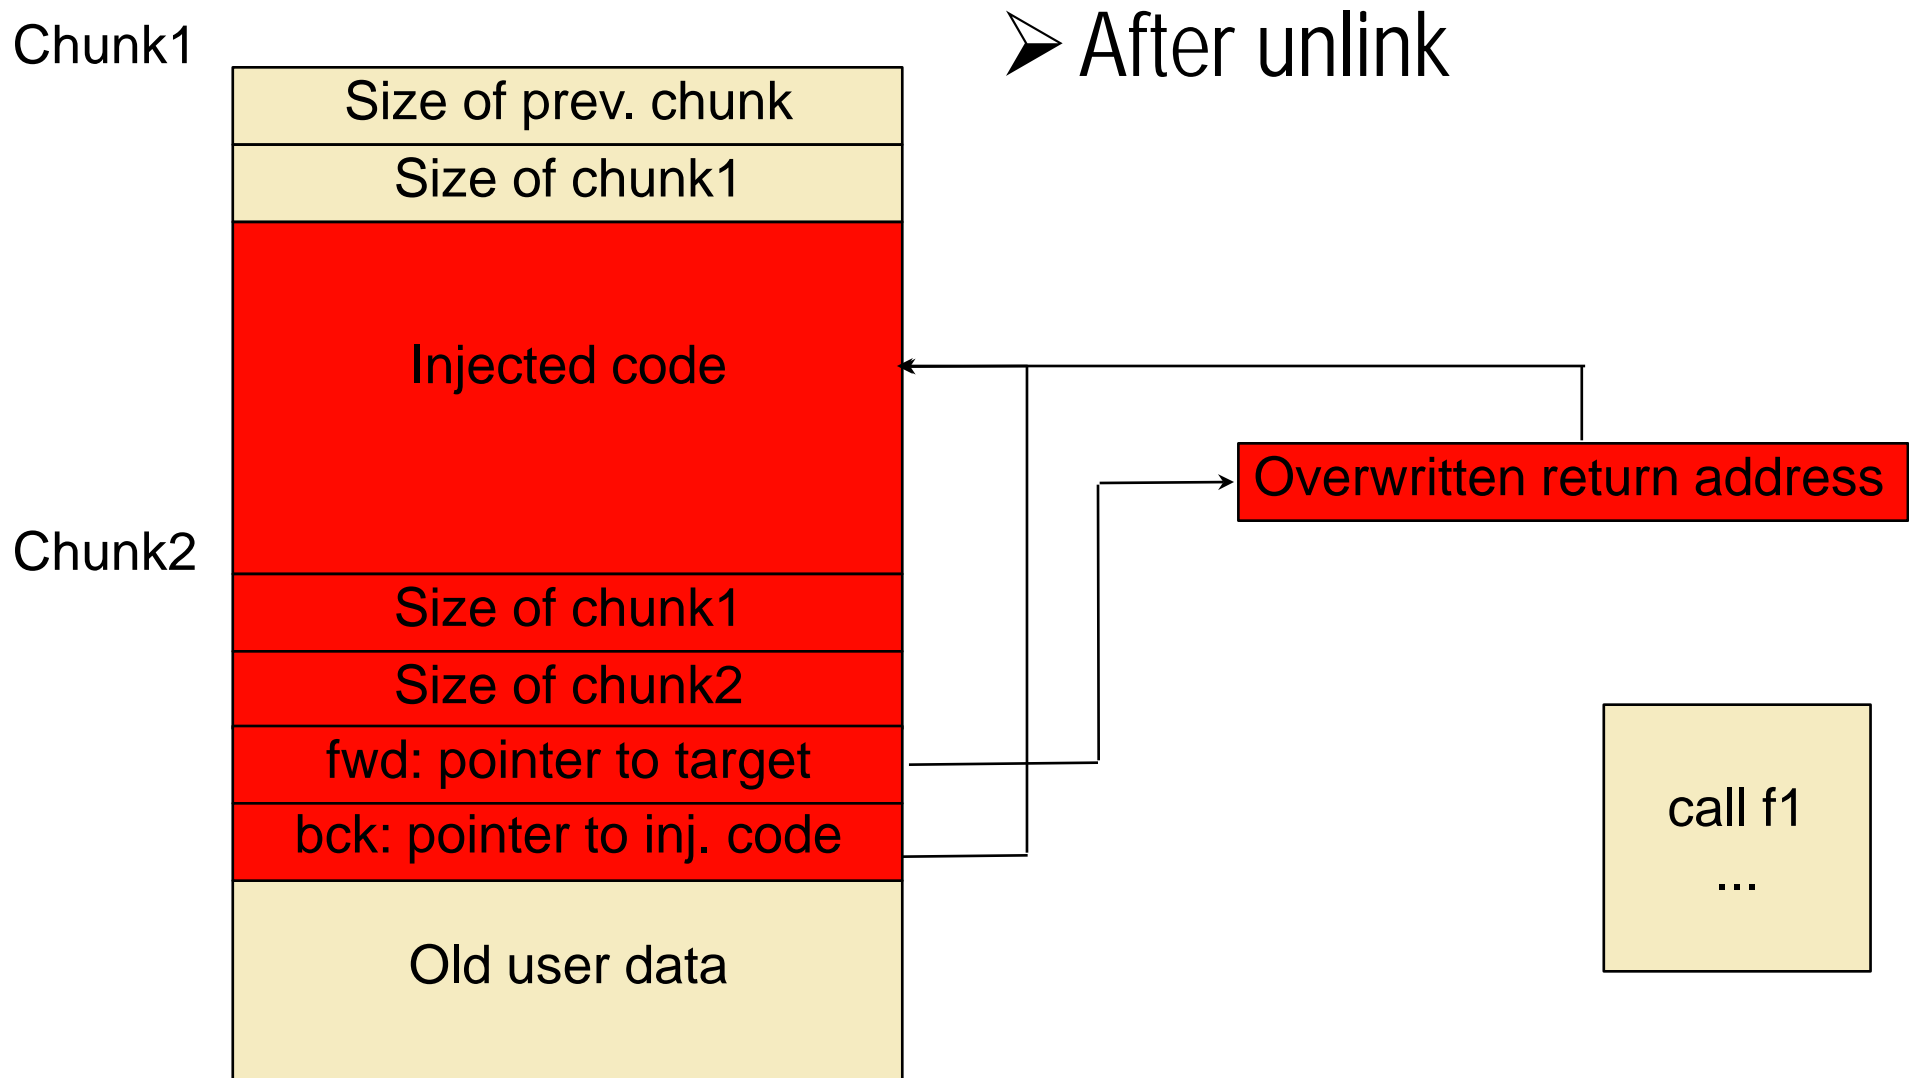 ➢ After unlink
Chunk1
Size of prev. chunk
Size of chunk1
Injected code
Overwritten return address
Chunk2
Size of chunk1
Size of chunk2
fwd: pointer to target
bck: pointer to inj. code
Old user data
call f1
...